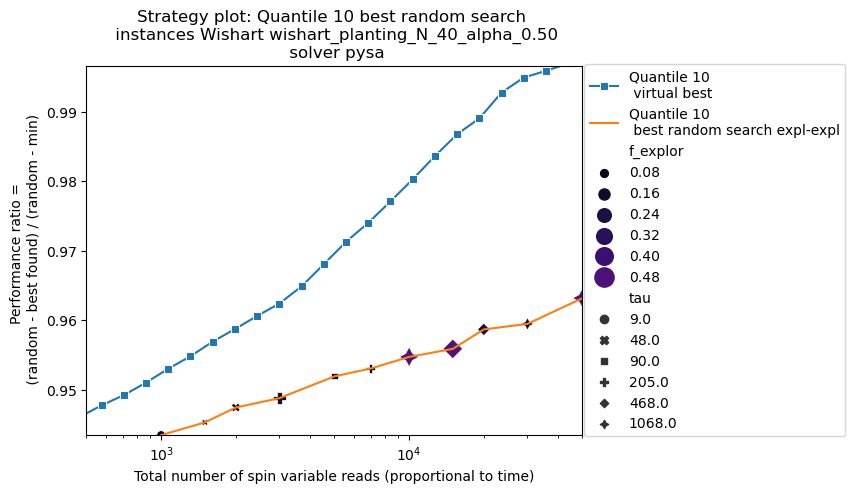 Strategy plot: Quantile 10 best random search
instances Wishart wishart_planting_N_40_alpha_0.50
solver pysa
Performance ratio =
(random - best found) / (random - min)
0.99
0.98
0.97
0.96
0.95
10^3
10^4
Total number of spin variable reads (proportional to time)
Quantile 10
virtual best
Quantile 10
best random search expl-expl
f_explor
0.08
0.16
0.24
0.32
0.40
0.48
tau
9.0
48.0
90.0
205.0
468.0
1068.0